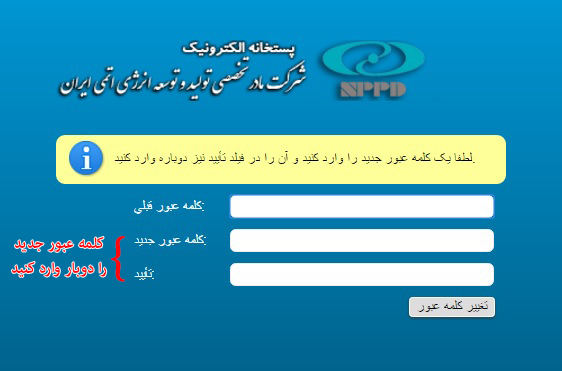 پستخانه الکترونیک
شرکت مادر تخصصی تولید و توسعه انرژی اتمی ایران
NPPD
لطفا یک کلمه عبور جدید را وارد کنید و آن را در فیلد تأیید نیز دوباره وارد کنید.
کلمه عبور قبلی:
کلمه عبور جدید:
تأیید:
کلمه عبور جدید
را دوبار وارد کنید
تغییر کلمه عبور